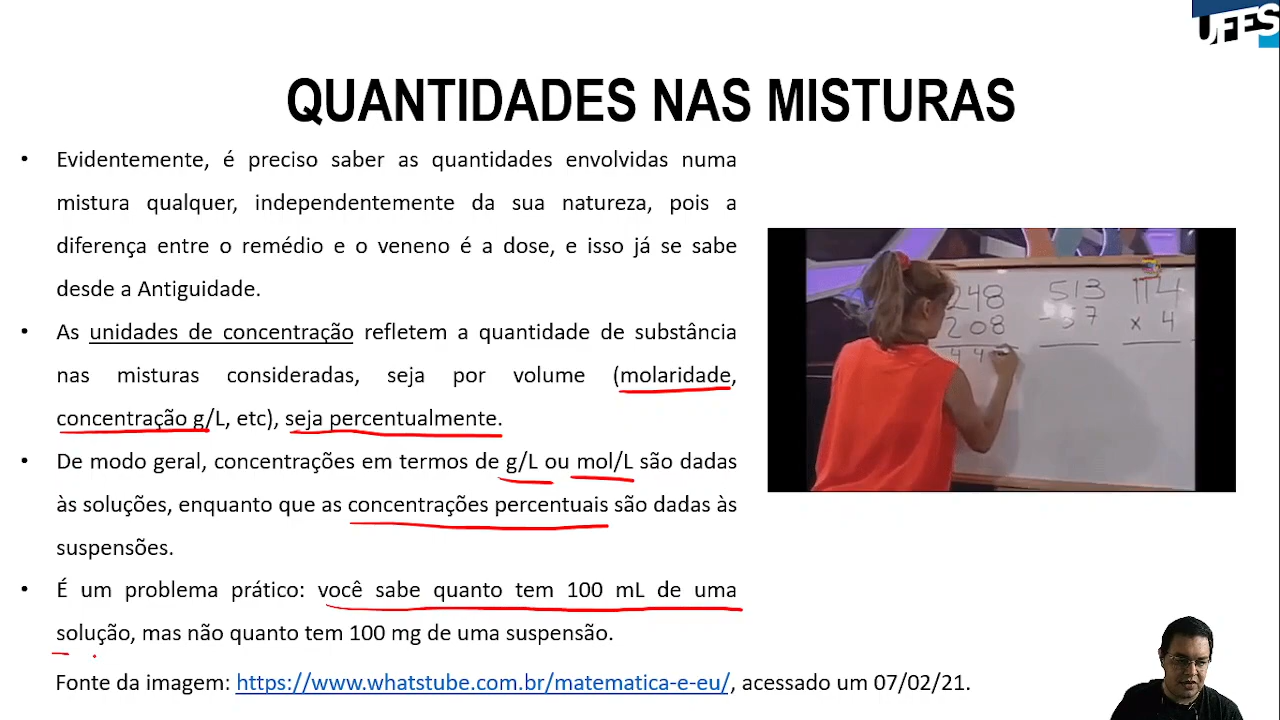 UFES
QUANTIDADES NAS MISTURAS
• Evidentemente, é preciso saber as quantidades envolvidas numa
mistura qualquer, independentemente da sua natureza, pois a
diferença entre o remédio e o veneno é a dose, e isso já se sabe
desde a Antiguidade.
• As unidades de concentração refletem a quantidade de substância
nas misturas consideradas, seja por volume (molaridade,
concentração g/L, etc), seja percentualmente.
• De modo geral, concentrações em termos de g/L ou mol/L são dadas
às soluções, enquanto que as concentrações percentuais são dadas às
suspensões.
• É um problema prático: você sabe quanto tem 100 mL de uma
solução, mas não quanto tem 100 mg de uma suspensão.
Fonte da imagem: https://www.whatstube.com.br/matematica-e-eu/, acessado um 07/02/21.
248 513 114
208 - 57 x 4
44